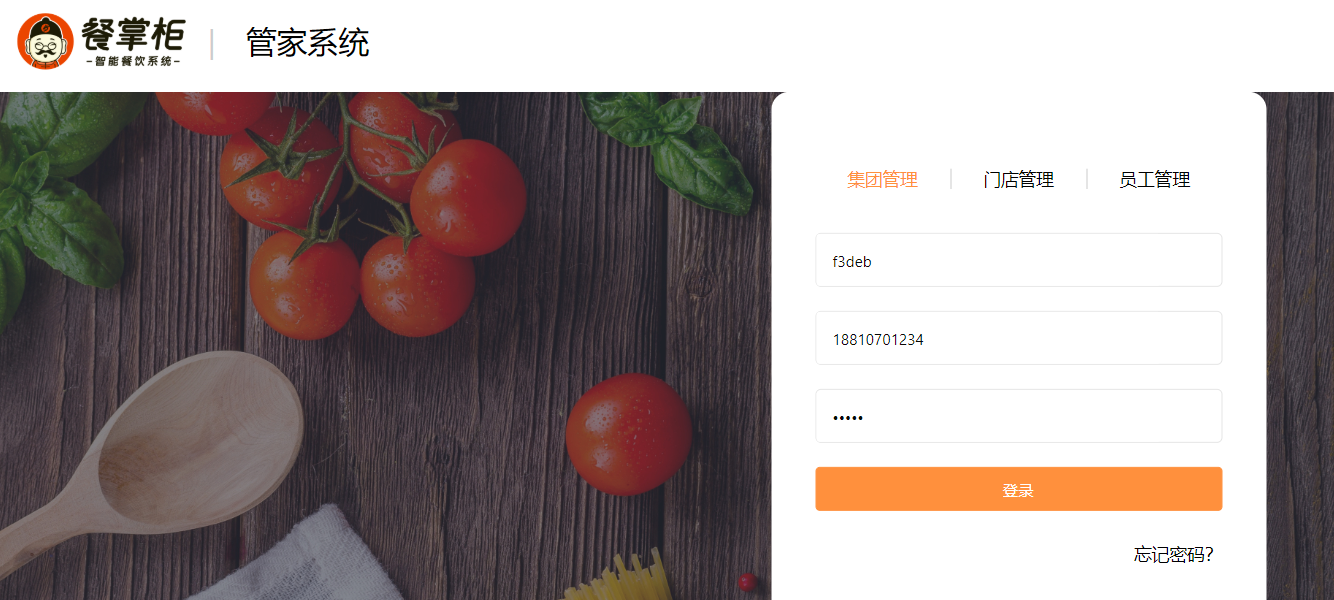 餐掌柜
-智能餐饮系统-
管家系统
集团管理
门店管理
员工管理
f3deb
18810701234
•••••
登录
忘记密码?